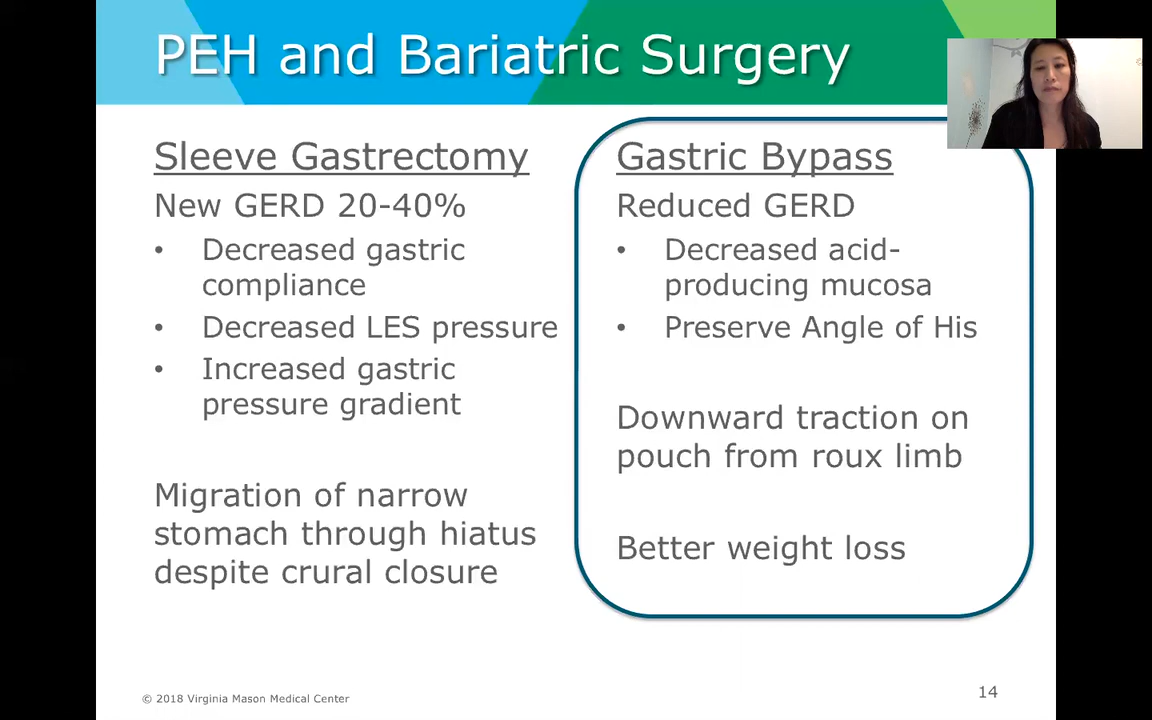 PEH and Bariatric Surgery
Sleeve Gastrectomy
New GERD 20-40%
• Decreased gastric
compliance
• Decreased LES pressure
• Increased gastric
pressure gradient
Migration of narrow
stomach through hiatus
despite crural closure
Gastric Bypass
Reduced GERD
• Decreased acid-
producing mucosa
• Preserve Angle of His
Downward traction on
pouch from roux limb
Better weight loss
© 2018 Virginia Mason Medical Center
14